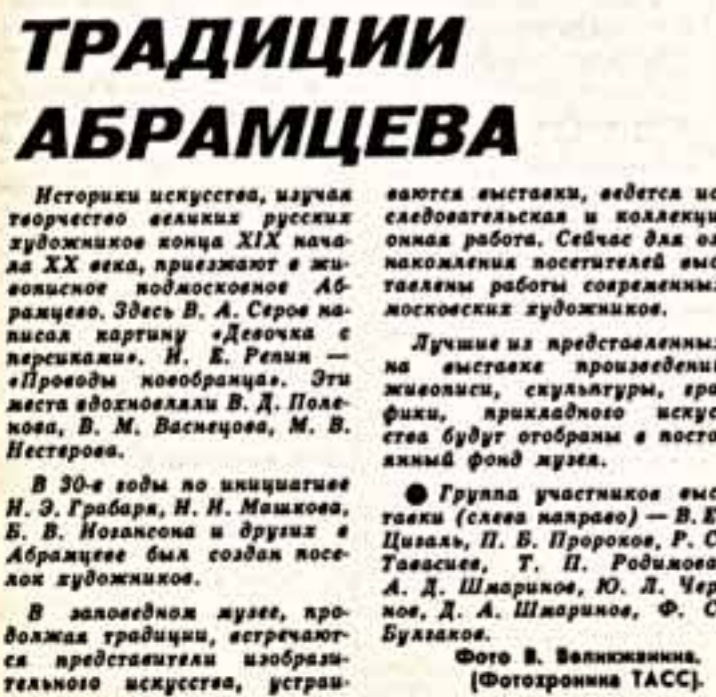 ТРАДИЦИИ
АБРАМЦЕВА
Историки искусства, изучая
творчество великих русских
художников конца XIX нача-
ла XX века, приезжают в жи-
вописное подмосковное Аб-
рамцево. Здесь В. А. Серов на-
писал картину «Девочка с
персиками». И. Е. Репин —
«Проводы новобранца». Эти
места вдохновляли В. Д. Поле-
нова, В. М. Васнецова, М. В.
Нестерова.
В 30-е годы по инициативе
И. Э. Грабаря, И. И. Машкова,
Б. В. Иогансона и других в
Абрамцеве был создан посе-
лок художников.
В заповедном музее, про-
должая традиции, встречают-
ся представители изобрази-
тельного искусства, устраи-
ваются выставки, ведется ис
следовательская и коллекци
онная работа. Сейчас для оз
накомления посетителей выс
тавлены работы современны
московских художников.
Лучшие из представленны
на выставке произведений
живописи, скульптуры, гра
фики, прикладного искус
ства будут отобраны в посто
янный фонд музея.
● Группа участников выс
тавки (слева направо) — В. Е
Цигаль, П. Б. Пророков, Р. С
Тавасиев, Т. П. Родимова
А. Д. Шмаринов, Ю. Л. Чер
нов, Д. А. Шмаринов, Ф. С
Булгаков.
Фото В. Великжанина.
(Фотохроника ТАСС).